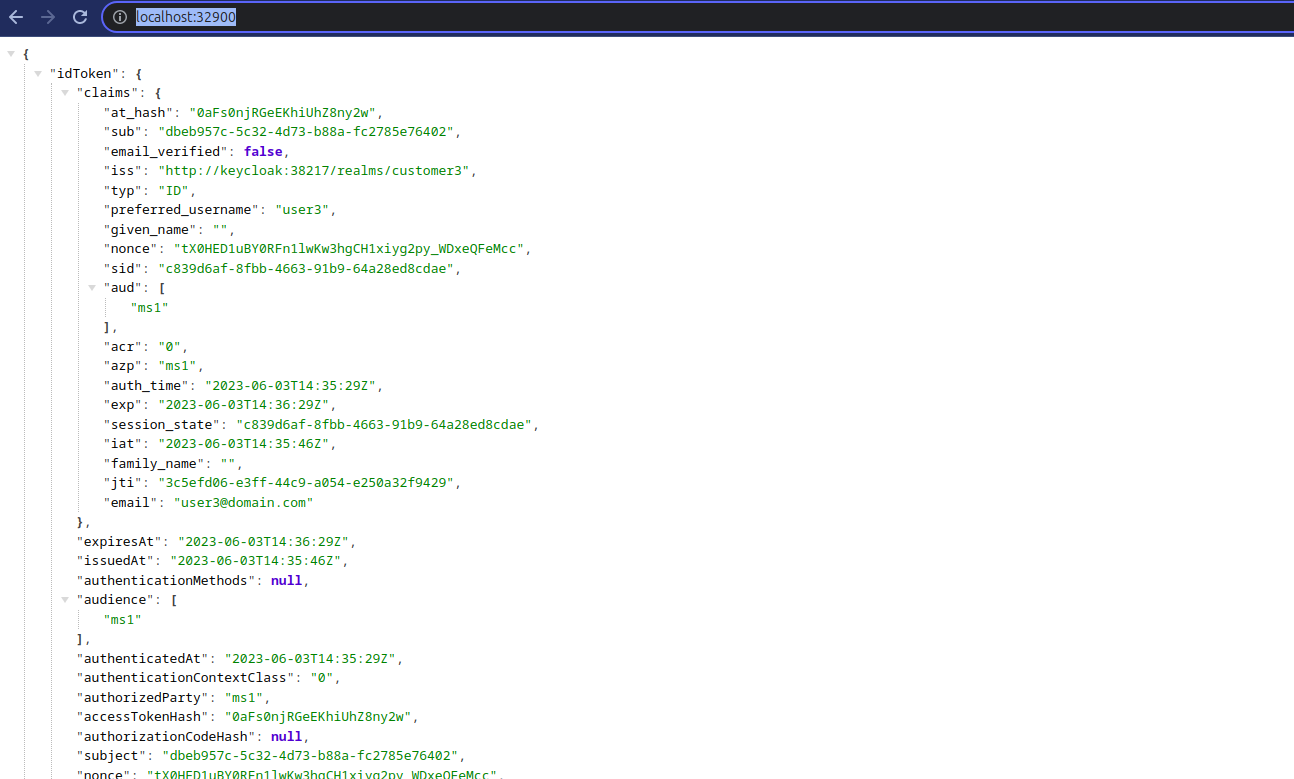 localhost:32900
{
"idToken": {
"claims": {
"at_hash": "0aFs0njRGeEKhiUhZ8ny2w",
"sub": "dbeb957c-5c32-4d73-b88a-fc2785e76402",
"email_verified": false,
"iss": "http://keycloak:38217/realms/customer3",
"typ": "ID",
"preferred_username": "user3",
"given_name": "",
"nonce": "tX0HED1uBY0RFn1lwKw3hgCH1xiyg2py_WDxeQFeMcc",
"sid": "c839d6af-8fbb-4663-91b9-64a28ed8cdae",
"aud": [
"ms1"
],
"acr": "0",
"azp": "ms1",
"auth_time": "2023-06-03T14:35:29Z",
"exp": "2023-06-03T14:36:29Z",
"session_state": "c839d6af-8fbb-4663-91b9-64a28ed8cdae",
"iat": "2023-06-03T14:35:46Z",
"family_name": "",
"jti": "3c5efd06-e3ff-44c9-a054-e250a32f9429",
"email": "user3@domain.com"
},
"expiresAt": "2023-06-03T14:36:29Z",
"issuedAt": "2023-06-03T14:35:46Z",
"authenticationMethods": null,
"audience": [
"ms1"
],
"authenticatedAt": "2023-06-03T14:35:29Z",
"authenticationContextClass": "0",
"authorizedParty": "ms1",
"accessTokenHash": "0aFs0njRGeEKhiUhZ8ny2w",
"authorizationCodeHash": null,
"subject": "dbeb957c-5c32-4d73-b88a-fc2785e76402",
"nonce": "tX0HED1uBY0RFn1lwKw3hgCH1xiyg2py_WDxeQFeMcc",